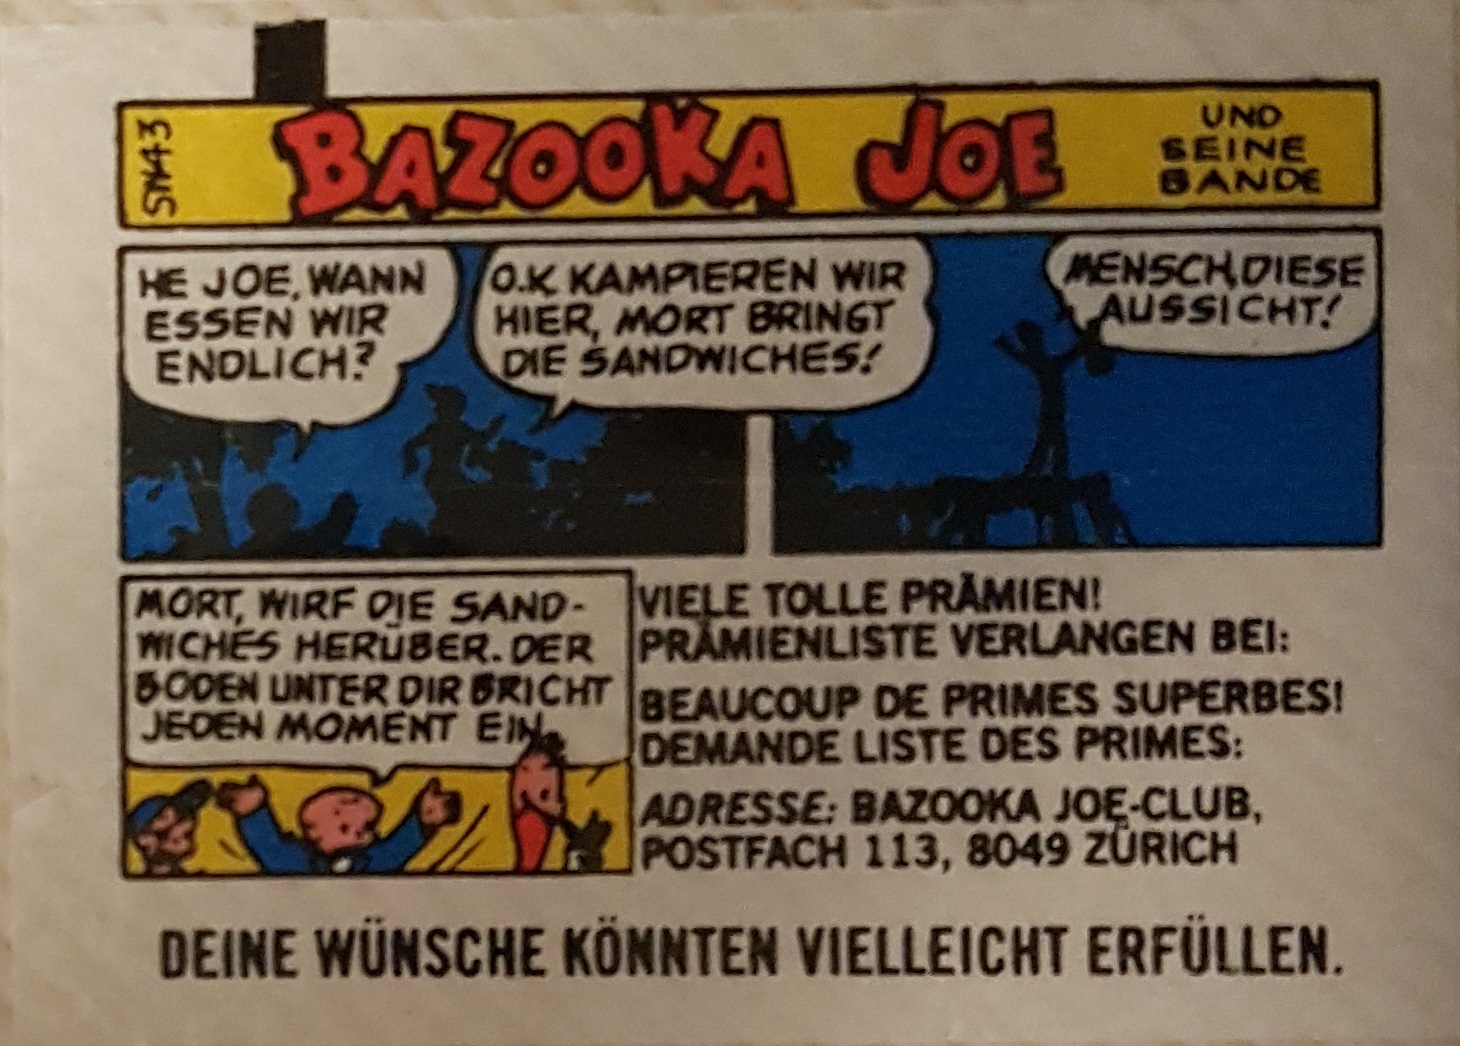 SM43
BAZOOKA JOE
UND
SEINE
BANDE
HE JOE, WANN
ESSEN WIR
ENDLICH?
O.K. KAMPIEREN WIR
HIER, MORT BRINGT
DIE SANDWICHES!
MENSCH, DIESE
AUSSICHT!
MORT, WIRF DIE SAND-
WICHES HERÜBER. DER
BODEN UNTER DIR BRICHT
JEDEN MOMENT EIN.
VIELE TOLLE PRÄMIEN!
PRÄMIENLISTE VERLANGEN BEI:
BEAUCOUP DE PRIMES SUPERBES!
DEMANDE LISTE DES PRIMES:
ADRESSE: BAZOOKA JOE-CLUB,
POSTFACH 113, 8049 ZÜRICH
DEINE WÜNSCHE KÖNNTEN VIELLEICHT ERFÜLLEN.